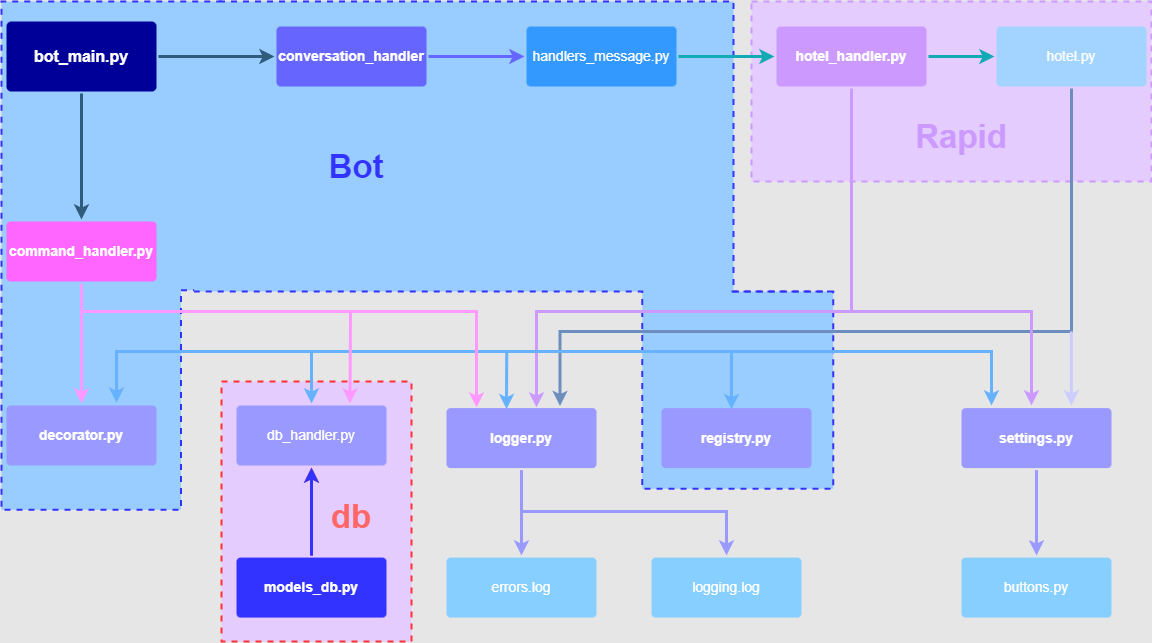 bot_main.py
conversation_handler
handlers_message.py
hotel_handler.py
hotel.py
Rapid
Bot
command_handler.py
decorator.py
db_handler.py
logger.py
registry.py
settings.py
db
models_db.py
errors.log
logging.log
buttons.py